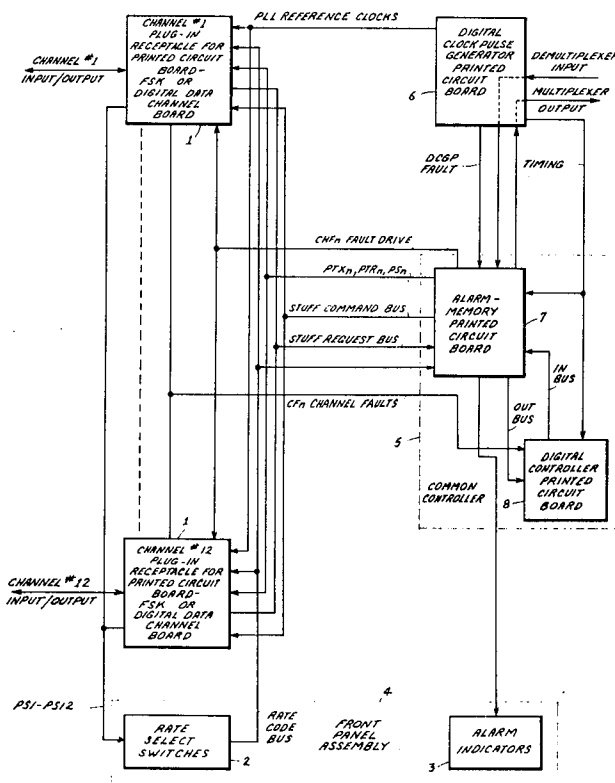 CHANNEL #1
PLUG-IN
RECEPTACLE FOR
PRINTED CIRCUIT
BOARD-
FSK OR
DIGITAL DATA
CHANNEL
BOARD
1
CHANNEL #1
INPUT/OUTPUT
PLL REFERENCE CLOCKS
DIGITAL
CLOCK PULSE
GENERATOR
PRINTED
CIRCUIT
BOARD
6
DEMULTIPLEXER
INPUT
MULTIPLEXER
OUTPUT
DCGP
FAULT
TIMING
CHFn FAULT DRIVE
PTXn, PTRn, PSn
STUFF COMMAND BUS
STUFF REQUEST BUS
CFn CHANNEL FAULTS
ALARM-
MEMORY
PRINTED
CIRCUIT
BOARD
7
IN
BUS
OUT
BUS
5
COMMON
CONTROLLER
DIGITAL
CONTROLLER
PRINTED
CIRCUIT
BOARD
8
1
CHANNEL #12
PLUG-IN
RECEPTACLE FOR
PRINTED CIRCUIT
BOARD-
FSK OR
DIGITAL DATA
CHANNEL
BOARD
CHANNEL #12
INPUT/OUTPUT
PS1-PS12
RATE
SELECT
SWITCHES
2
RATE
CODE
BUS
4
FRONT
PANEL
ASSEMBLY
ALARM
INDICATORS
3